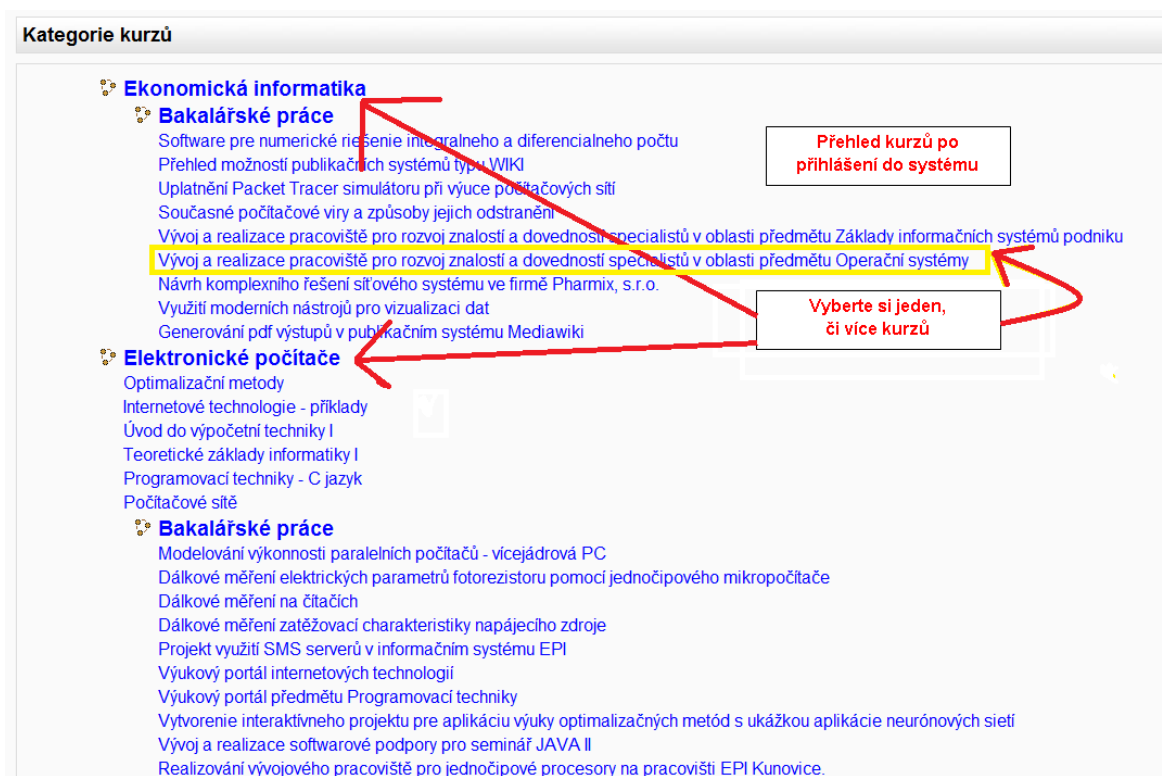 Kategorie kurzů
Ekonomická informatika
Bakalářské práce
Software pre numerické riešenie integralneho a diferencialneho počtu
Přehled možností publikačních systémů typu WIKI
Přehled kurzů po
přihlášení do systému
Uplatnění Packet Tracer simulátoru při výuce počítačových sítí
Současné počítačové viry a způsoby jejich odstranění
Vývoj a realizace pracoviště pro rozvoj znalostí a dovedností specialistů v oblasti předmětu Základy informačních systémů podniku
Vývoj a realizace pracoviště pro rozvoj znalostí a dovedností specialistů v oblasti předmětu Operační systémy
Návrh komplexního řešení síťového systému ve firmě Pharmix, s.r.o.
Využití moderních nástrojů pro vizualizaci dat
Vyberte si jeden,
či více kurzů
Generování pdf výstupů v publikačním systému Mediawiki
Elektronické počítače
Optimalizační metody
Internetové technologie - příklady
Úvod do výpočetní techniky I
Teoretické základy informatiky I
Programovací techniky - C jazyk
Počítačové sítě
Bakalářské práce
Modelování výkonnosti paralelních počítačů - vícejádrová PC
Dálkové měření elektrických parametrů fotorezistoru pomocí jednočipového mikropočítače
Dálkové měření na čítačích
Dálkové měření zatěžovací charakteristiky napájecího zdroje
Projekt využití SMS serverů v informačním systému EPI
Výukový portál internetových technologií
Výukový portál předmětu Programovací techniky
Vytvorenie interaktívneho projektu pre aplikáciu výuky optimalizačných metód s ukážkou aplikácie neurónových sietí
Vývoj a realizace softwarové podpory pro seminář JAVA II
Realizování vývojového pracoviště pro jednočipové procesory na pracovišti EPI Kunovice.